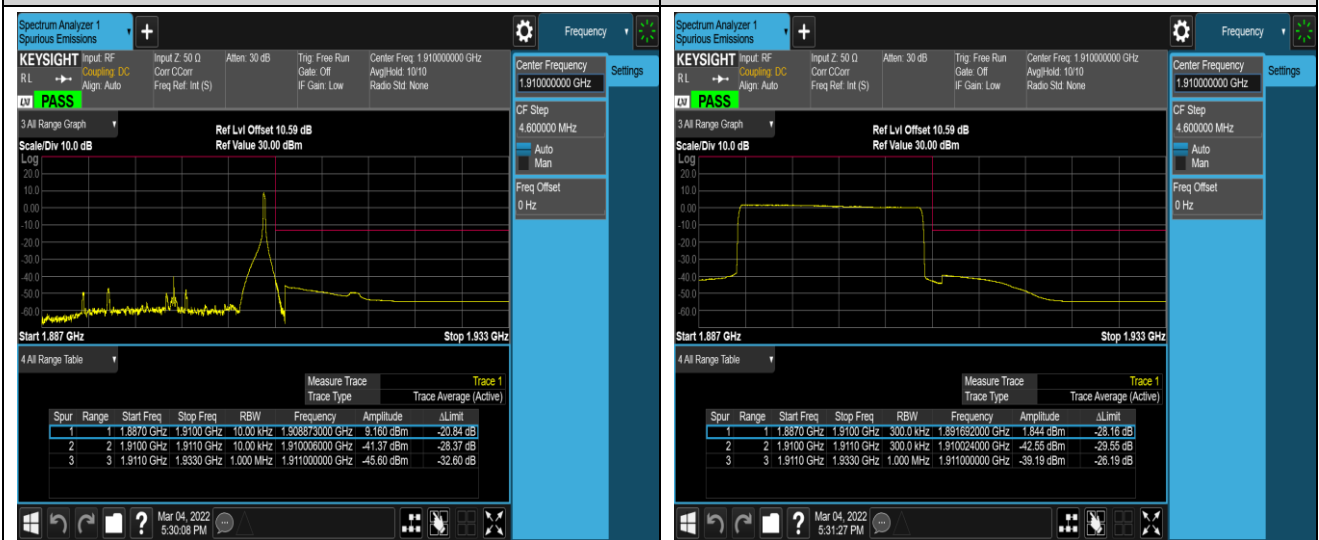 Spectrum Analyzer 1
Spurious Emissions
+
Frequency
KEYSIGHT Input: RF Input Z: 50 Ω Atten: 30 dB Trig: Free Run Center Freq: 1.910000000 GHz
RL Coupling: DC Corr CCorr Gate: Off Avg|Hold: 10/10
Align: Auto Freq Ref: Int (S) IF Gain: Low Radio Std: None
LXI PASS
Center Frequency
1.910000000 GHz
Settings
CF Step
4.600000 MHz
Auto
Man
Freq Offset
0 Hz
3 All Range Graph
Ref Lvl Offset 10.59 dB
Scale/Div 10.0 dB Ref Value 30.00 dBm
Log
20.0
10.0
0.00
-10.0
-20.0
-30.0
-40.0
-50.0
-60.0
Start 1.887 GHz Stop 1.933 GHz
4 All Range Table
Measure Trace Trace 1
Trace Type Trace Average (Active)
Spur Range Start Freq Stop Freq RBW Frequency Amplitude ΔLimit
1 1 1.8870 GHz 1.9100 GHz 10.00 kHz 1.908873000 GHz 9.160 dBm -20.84 dB
2 2 1.9100 GHz 1.9110 GHz 10.00 kHz 1.910006000 GHz -41.37 dBm -28.37 dB
3 3 1.9110 GHz 1.9330 GHz 1.000 MHz 1.911000000 GHz -45.60 dBm -32.60 dB
?
Mar 04, 2022
5:30:08 PM
Spectrum Analyzer 1
Spurious Emissions
+
Frequency
KEYSIGHT Input: RF Input Z: 50 Ω Atten: 30 dB Trig: Free Run Center Freq: 1.910000000 GHz
RL Coupling: DC Corr CCorr Gate: Off Avg|Hold: 10/10
Align: Auto Freq Ref: Int (S) IF Gain: Low Radio Std: None
LXI PASS
Center Frequency
1.910000000 GHz
Settings
CF Step
4.600000 MHz
Auto
Man
Freq Offset
0 Hz
3 All Range Graph
Ref Lvl Offset 10.59 dB
Scale/Div 10.0 dB Ref Value 30.00 dBm
Log
20.0
10.0
0.00
-10.0
-20.0
-30.0
-40.0
-50.0
-60.0
Start 1.887 GHz Stop 1.933 GHz
4 All Range Table
Measure Trace Trace 1
Trace Type Trace Average (Active)
Spur Range Start Freq Stop Freq RBW Frequency Amplitude ΔLimit
1 1 1.8870 GHz 1.9100 GHz 300.0 kHz 1.891692000 GHz 1.844 dBm -28.16 dB
2 2 1.9100 GHz 1.9110 GHz 300.0 kHz 1.910024000 GHz -42.55 dBm -29.55 dB
3 3 1.9110 GHz 1.9330 GHz 1.000 MHz 1.911000000 GHz -39.19 dBm -26.19 dB
?
Mar 04, 2022
5:31:27 PM